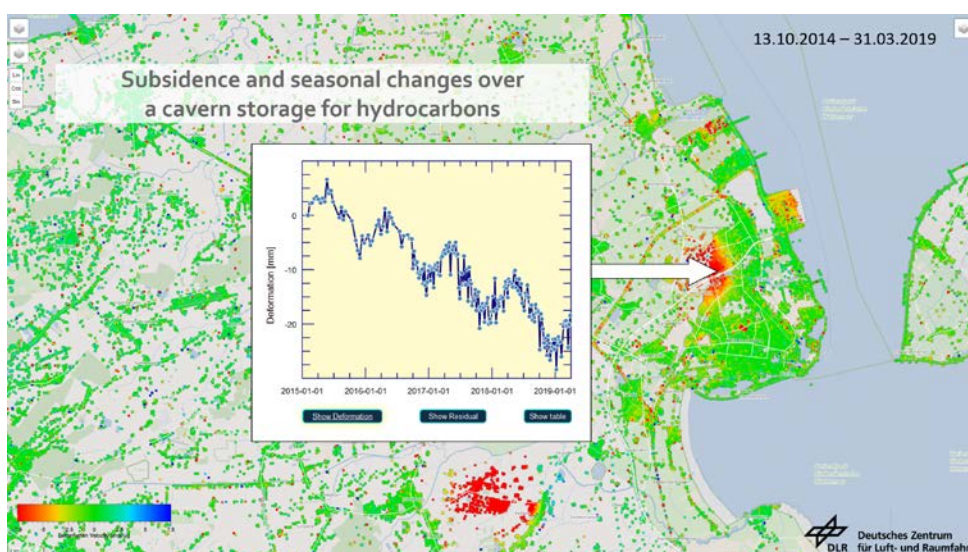 13.10.2014 – 31.03.2019
Subsidence and seasonal changes over
a cavern storage for hydrocarbons
Deformation [mm]
0
-10
-20
2015-01-01 2016-01-01 2017-01-01 2018-01-01 2019-01-01
Show Deformation Show Residual Show table
DLR
Deutsches Zentrum
für Luft- und Raumfah